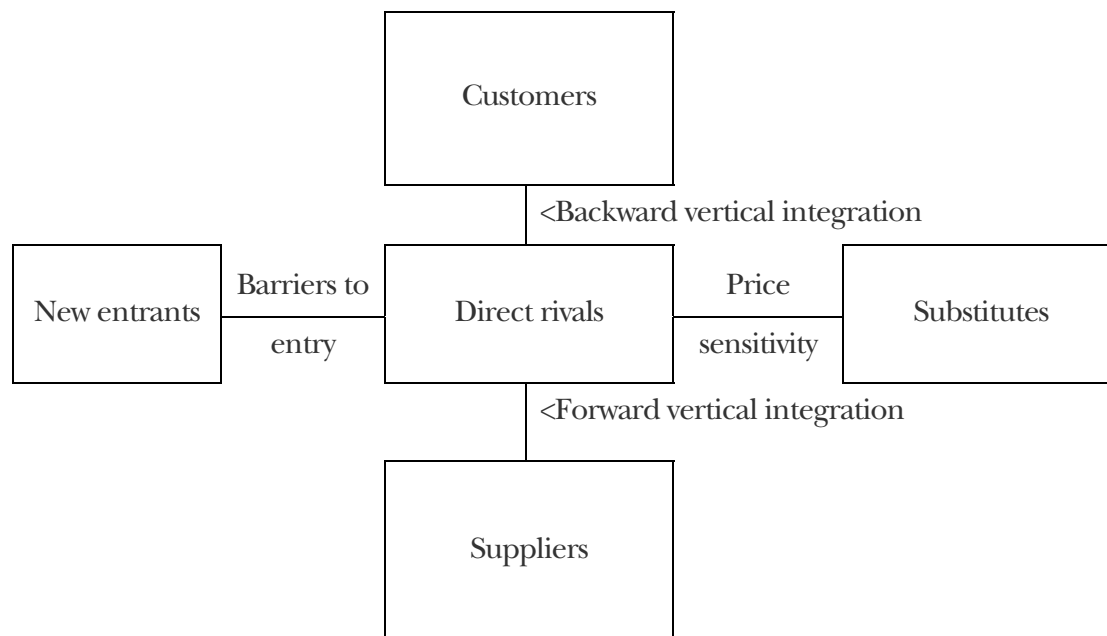 Customers
<Backward vertical integration
New entrants
Barriers to
entry
Direct rivals
Price
sensitivity
Substitutes
<Forward vertical integration
Suppliers